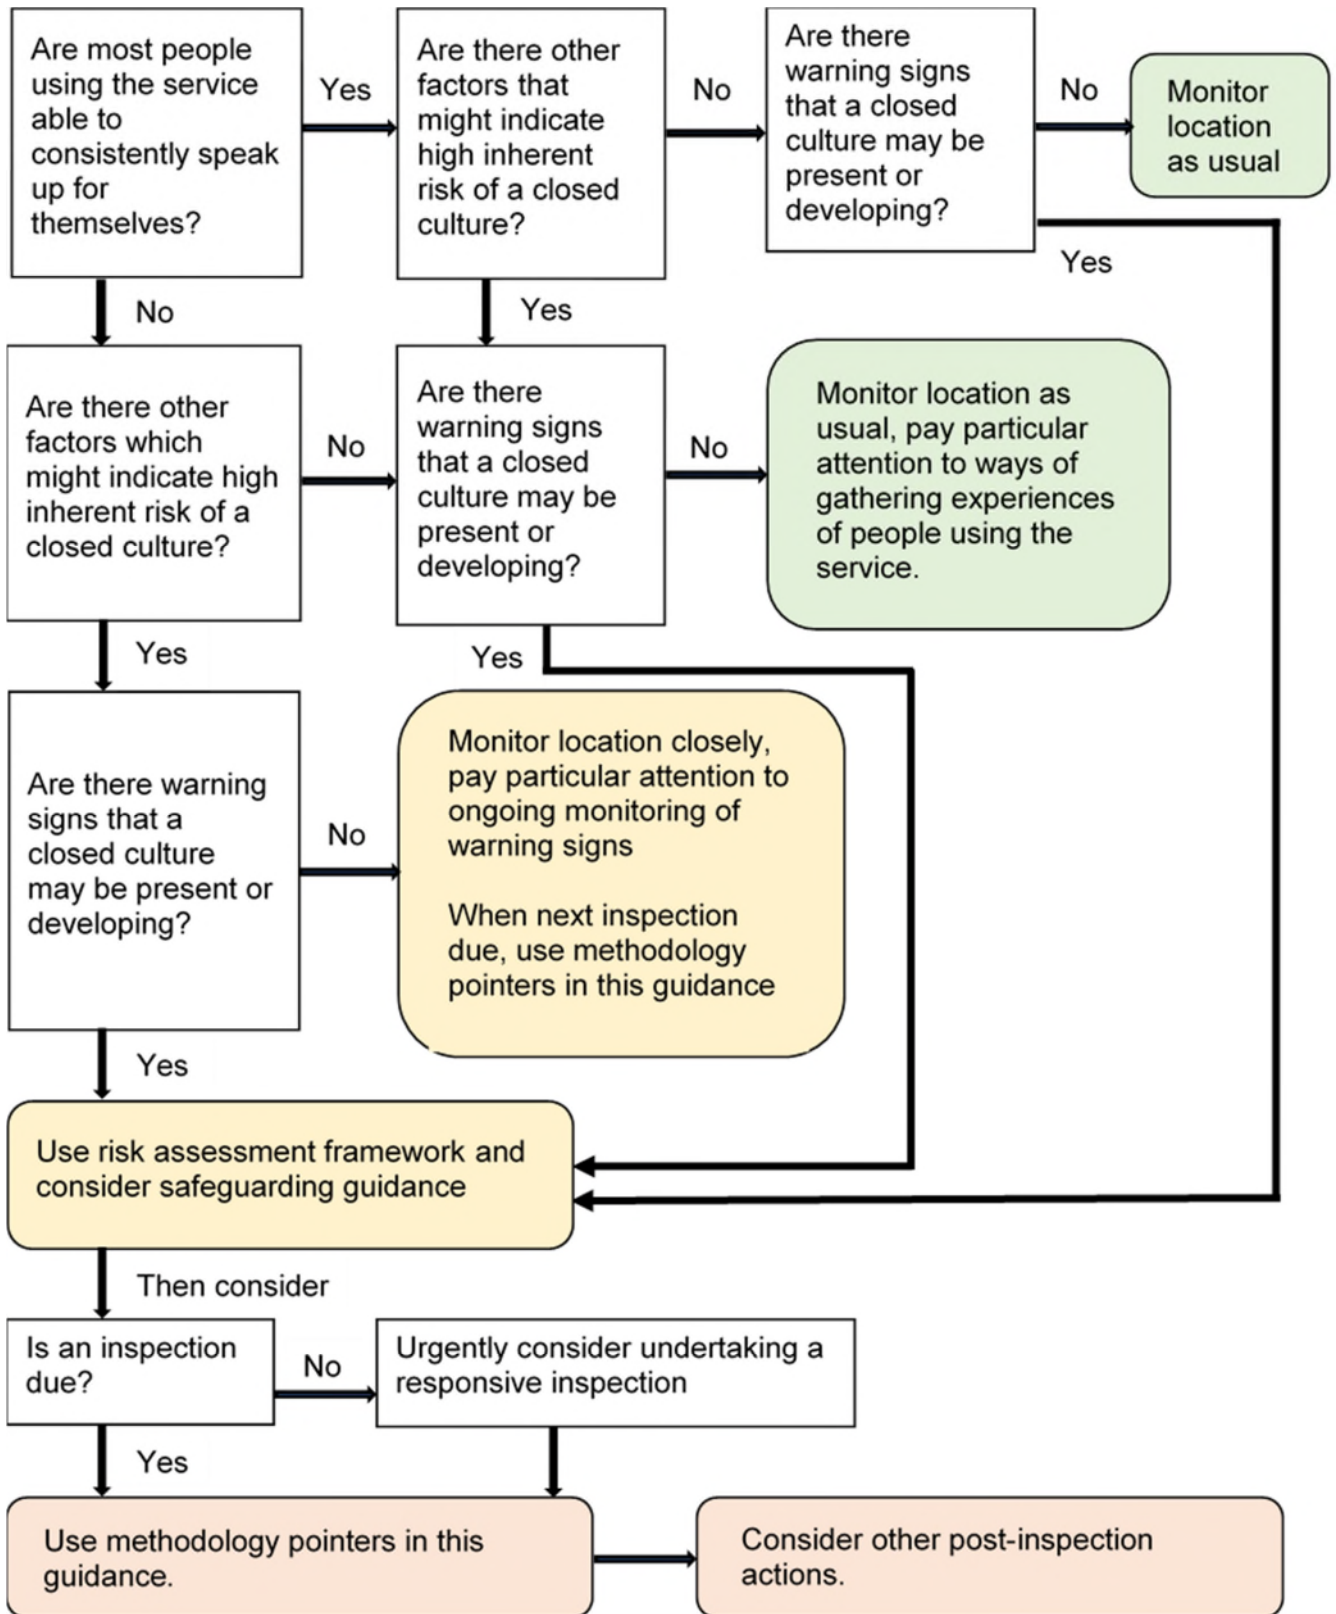 Are most people
using the service
able to
consistently speak
up for
themselves?
Yes
Are there other
factors that
might indicate
high inherent
risk of a closed
culture?
No
Are there
warning signs
that a closed
culture may be
present or
developing?
No
Monitor
location
as usual
Yes
No
Yes
Are there other
factors which
might indicate high
inherent risk of a
closed culture?
No
Are there
warning signs
that a closed
culture may be
present or
developing?
No
Monitor location as
usual, pay particular
attention to ways of
gathering experiences
of people using the
service.
Yes
Yes
Are there warning
signs that a
closed culture
may be present or
developing?
No
Monitor location closely,
pay particular attention to
ongoing monitoring of
warning signs
When next inspection
due, use methodology
pointers in this guidance
Yes
Use risk assessment framework and
consider safeguarding guidance
Then consider
Is an inspection
due?
No
Urgently consider undertaking a
responsive inspection
Yes
Use methodology pointers in this
guidance.
Consider other post-inspection
actions.